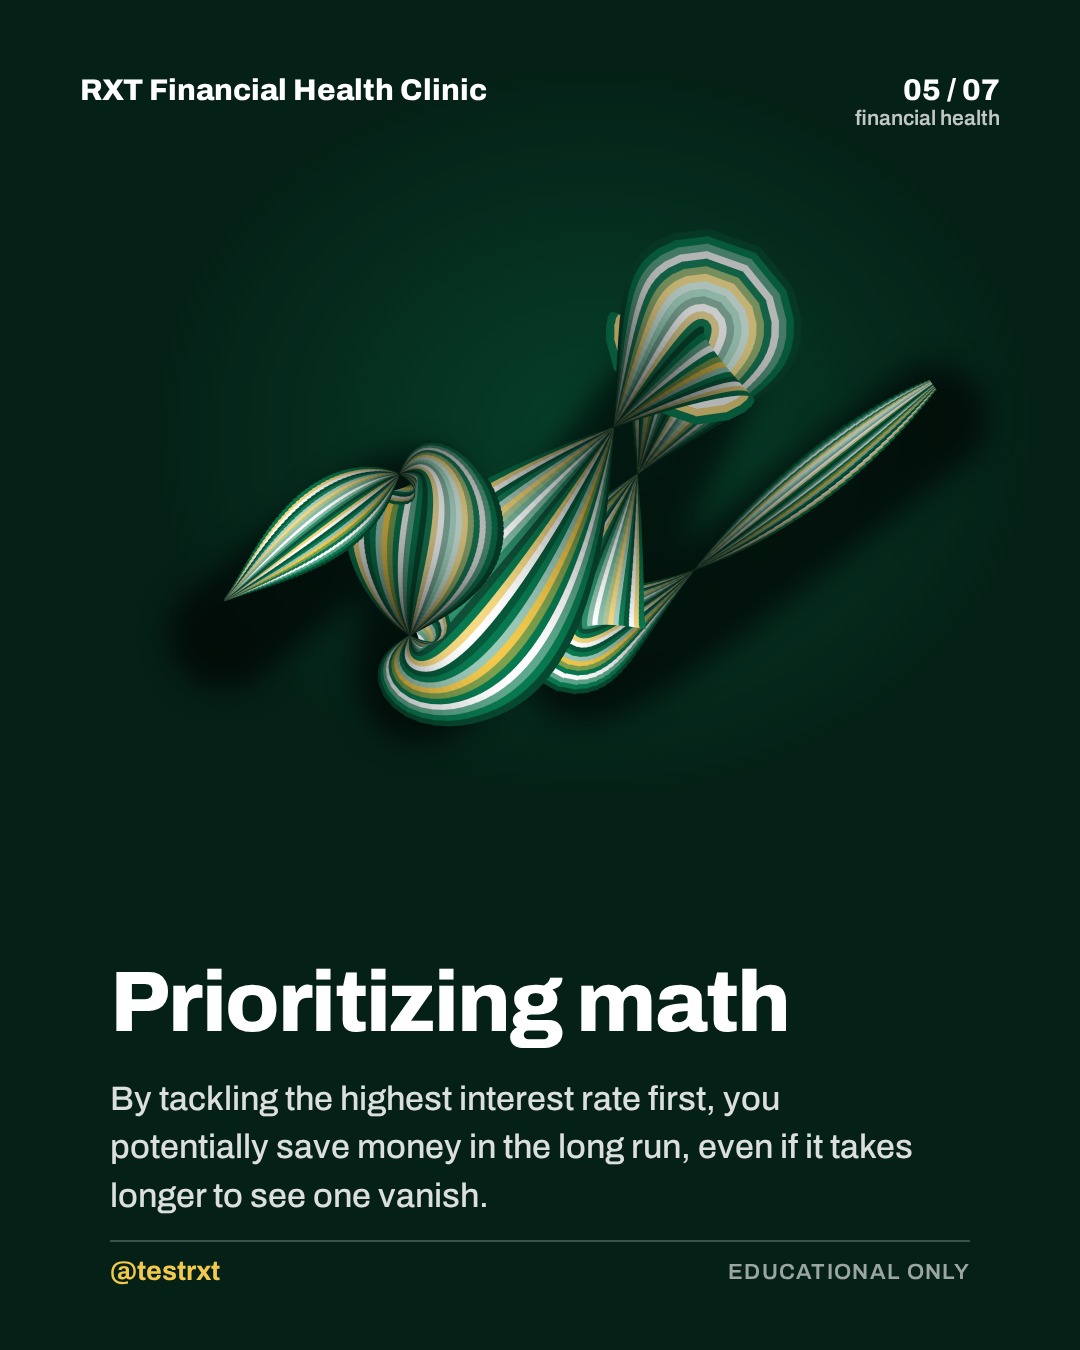 RXT Financial Health Clinic
05 / 07
financial health
Prioritizing math
By tackling the highest interest rate first, you
potentially save money in the long run, even if it takes
longer to see one vanish.
@testrxt
EDUCATIONAL ONLY